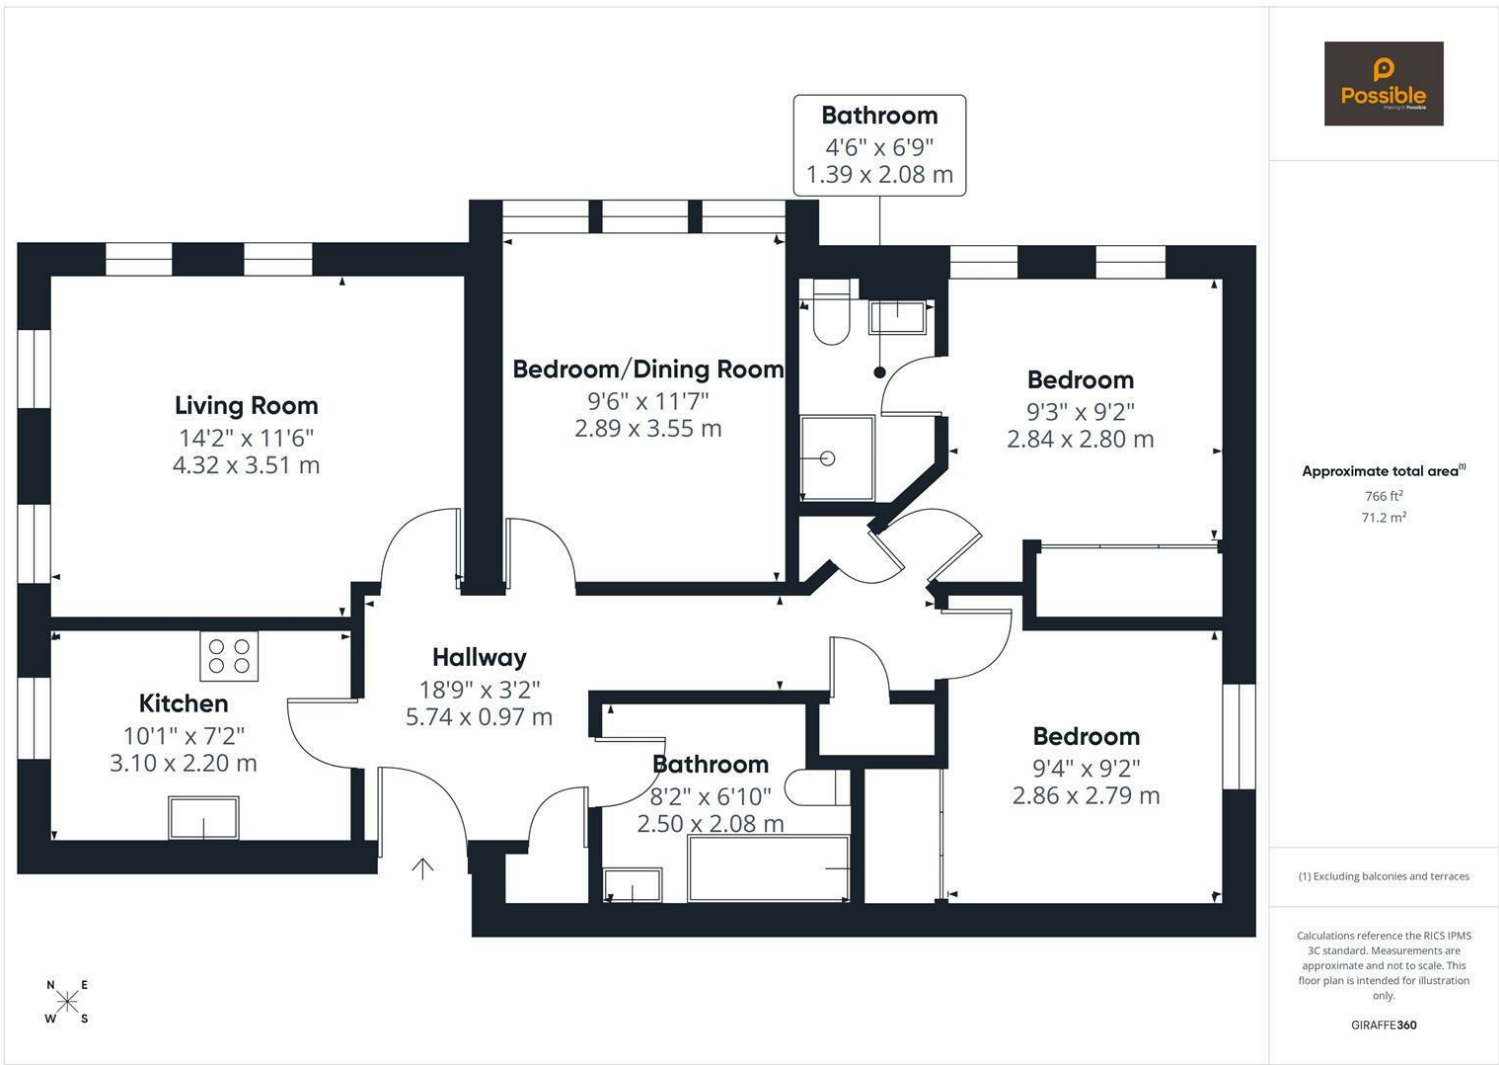 Bathroom
4'6" x 6'9"
1.39 x 2.08 m
Living Room
14'2" x 11'6"
4.32 x 3.51 m
Bedroom/Dining Room
9'6" x 11'7"
2.89 x 3.55 m
Bedroom
9'3" x 9'2"
2.84 x 2.80 m
Kitchen
10'1" x 7'2"
3.10 x 2.20 m
Hallway
18'9" x 3'2"
5.74 x 0.97 m
Bathroom
8'2" x 6'10"
2.50 x 2.08 m
Bedroom
9'4" x 9'2"
2.86 x 2.79 m
N E
W S
Possible
Approximate total area(1)
766 ft²
71.2 m²
(1) Excluding balconies and terraces
Calculations reference the RICS IPMS
3C standard. Measurements are
approximate and not to scale. This
floor plan is intended for illustration
only.
GIRAFFE360